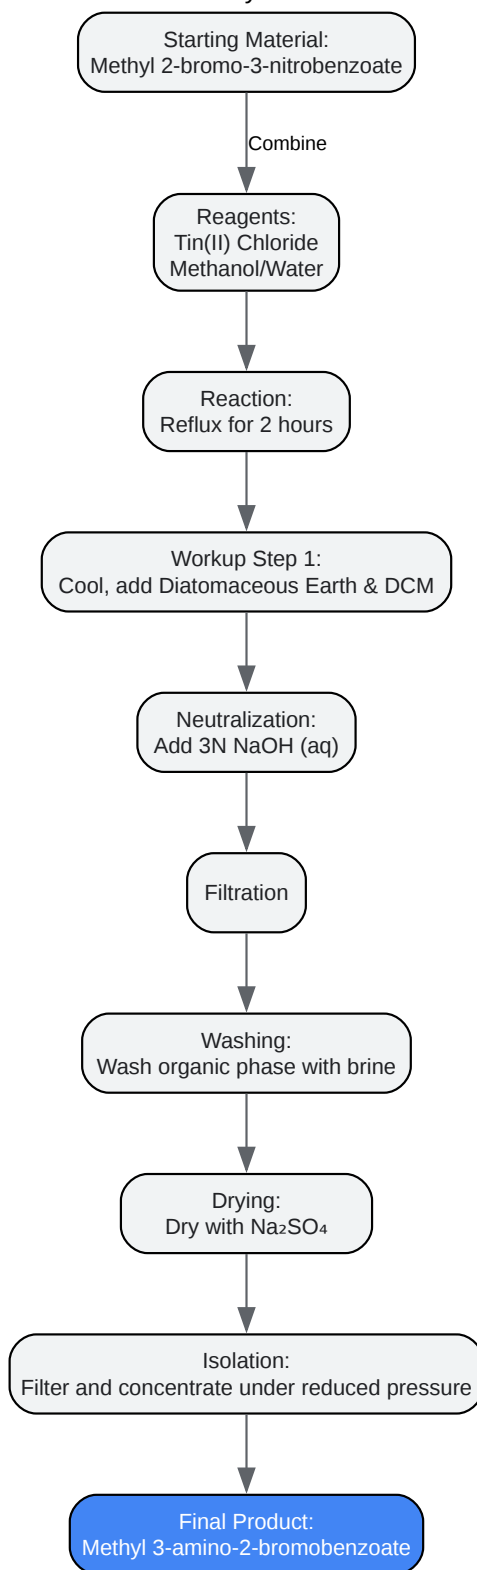 Starting Material:
Methyl 2-bromo-3-nitrobenzoate
Combine
Reagents:
Tin(II) Chloride
Methanol/Water
Reaction:
Reflux for 2 hours
Workup Step 1:
Cool, add Diatomaceous Earth & DCM
Neutralization:
Add 3N NaOH (aq)
Filtration
Washing:
Wash organic phase with brine
Drying:
Dry with Na₂SO₄
Isolation:
Filter and concentrate under reduced pressure
Final Product:
Methyl 3-amino-2-bromobenzoate